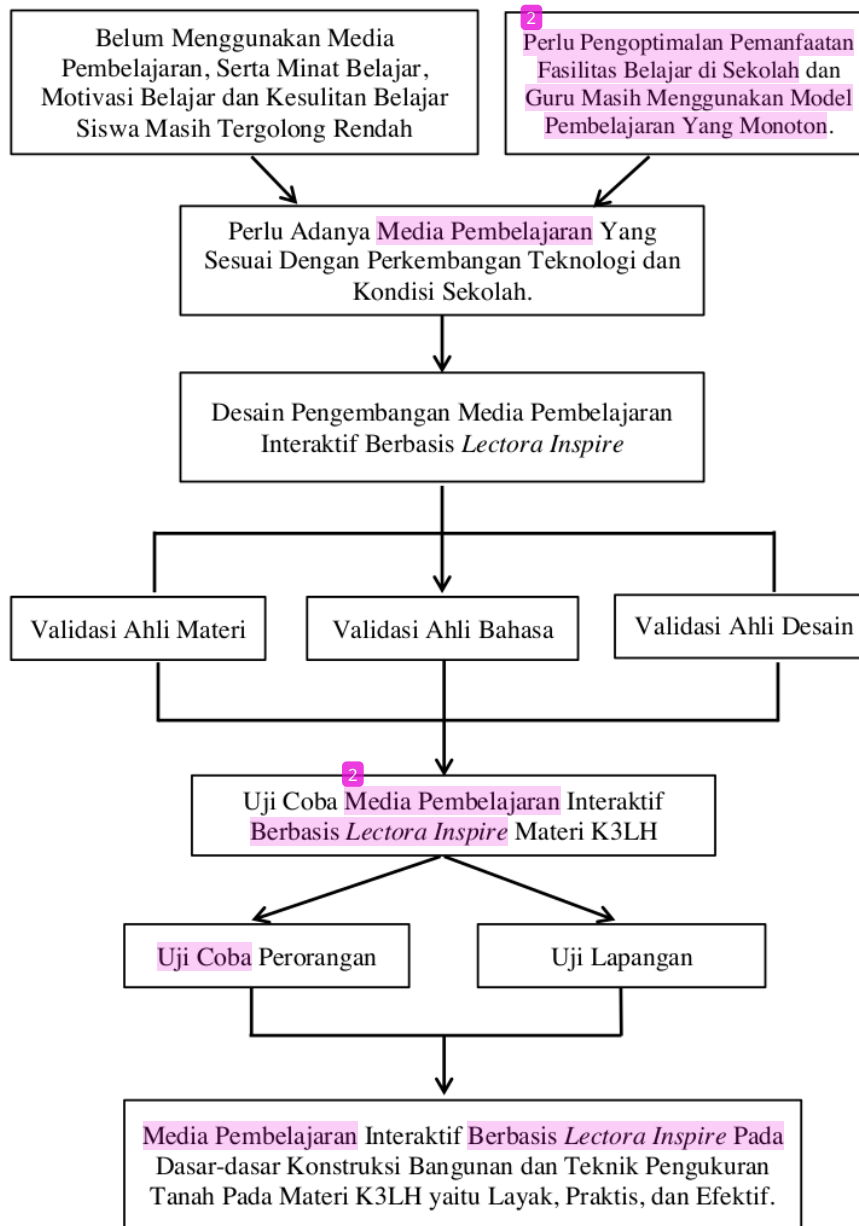 Belum Menggunakan Media
Pembelajaran, Serta Minat Belajar,
Motivasi Belajar dan Kesulitan Belajar
Siswa Masih Tergolong Rendah
2
Perlu Pengoptimalan Pemanfaatan
Fasilitas Belajar di Sekolah dan
Guru Masih Menggunakan Model
Pembelajaran Yang Monoton.
Perlu Adanya Media Pembelajaran Yang
Sesuai Dengan Perkembangan Teknologi dan
Kondisi Sekolah.
Desain Pengembangan Media Pembelajaran
Interaktif Berbasis Lectora Inspire
Validasi Ahli Materi
Validasi Ahli Bahasa
Validasi Ahli Desain
2
Uji Coba Media Pembelajaran Interaktif
Berbasis Lectora Inspire Materi K3LH
Uji Coba Perorangan
Uji Lapangan
Media Pembelajaran Interaktif Berbasis Lectora Inspire Pada
Dasar-dasar Konstruksi Bangunan dan Teknik Pengukuran
Tanah Pada Materi K3LH yaitu Layak, Praktis, dan Efektif.